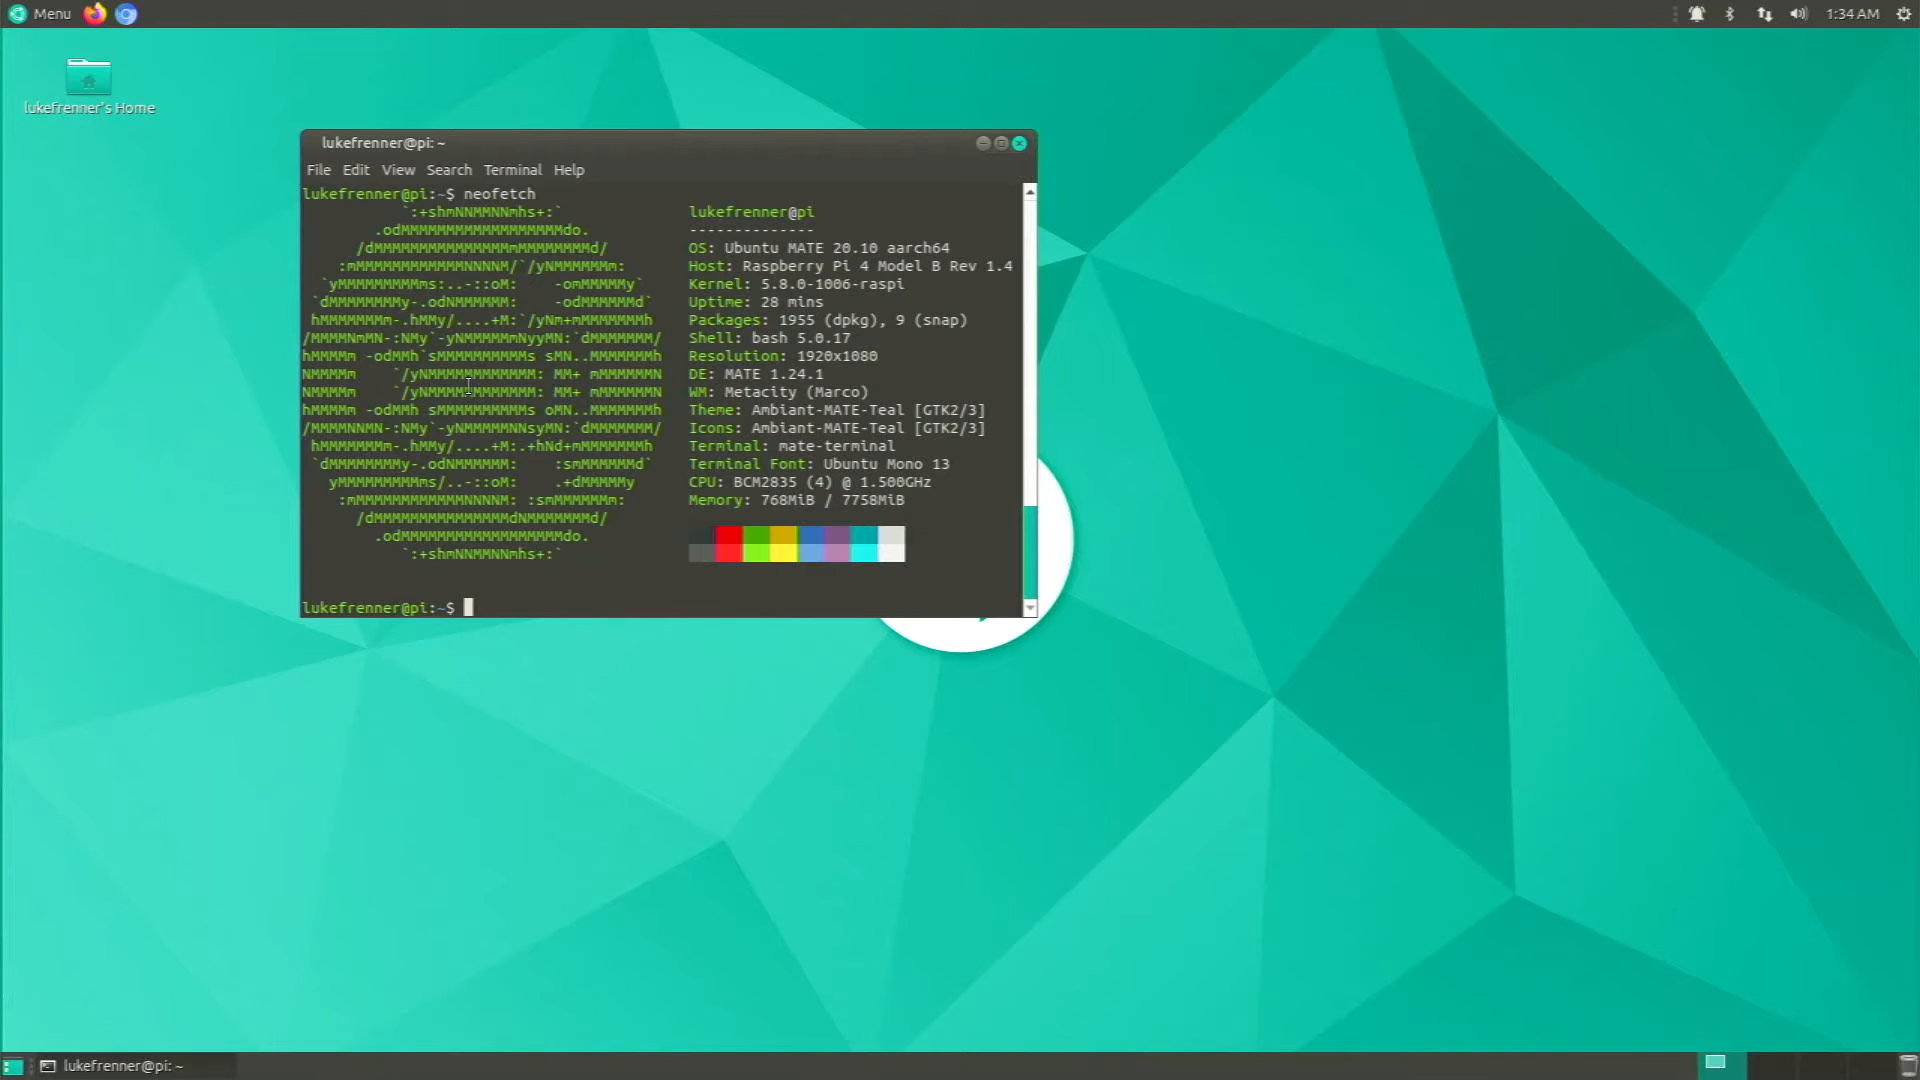 Menu
1:34 AM
lukefrenner's Home
lukefrenner@pi: ~
File Edit View Search Terminal Help
lukefrenner@pi:~$ neofetch
lukefrenner@pi
--------------
OS: Ubuntu MATE 20.10 aarch64
Host: Raspberry Pi 4 Model B Rev 1.4
Kernel: 5.8.0-1006-raspi
Uptime: 28 mins
Packages: 1955 (dpkg), 9 (snap)
Shell: bash 5.0.17
Resolution: 1920x1080
DE: MATE 1.24.1
WM: Metacity (Marco)
Theme: Ambiant-MATE-Teal [GTK2/3]
Icons: Ambiant-MATE-Teal [GTK2/3]
Terminal: mate-terminal
Terminal Font: Ubuntu Mono 13
CPU: BCM2835 (4) @ 1.500GHz
Memory: 768MiB / 7758MiB
lukefrenner@pi:~$
lukefrenner@pi: ~